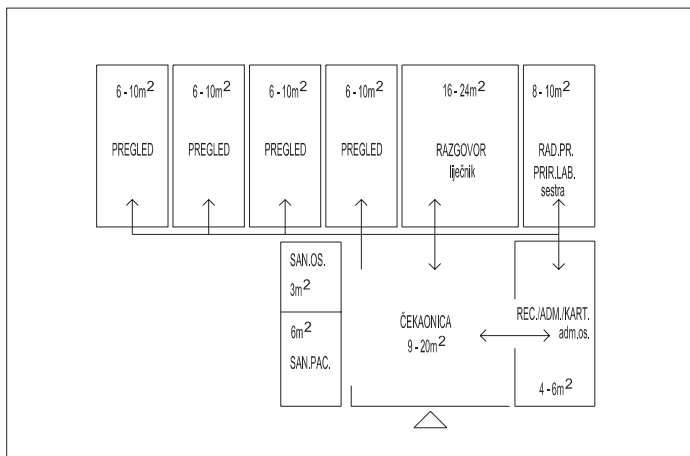 6 - 10m²
PREGLED
6 - 10m²
PREGLED
6 - 10m²
PREGLED
6 - 10m²
PREGLED
16 - 24m²
RAZGOVOR
liječnik
8 - 10m²
RAD.PR.
PRIR.LAB.
sestra
SAN.OS.
3m²
6m²
SAN.PAC.
ČEKAONICA
9 - 20m²
REC./ADM./KART.
adm.os.
4 - 6m²